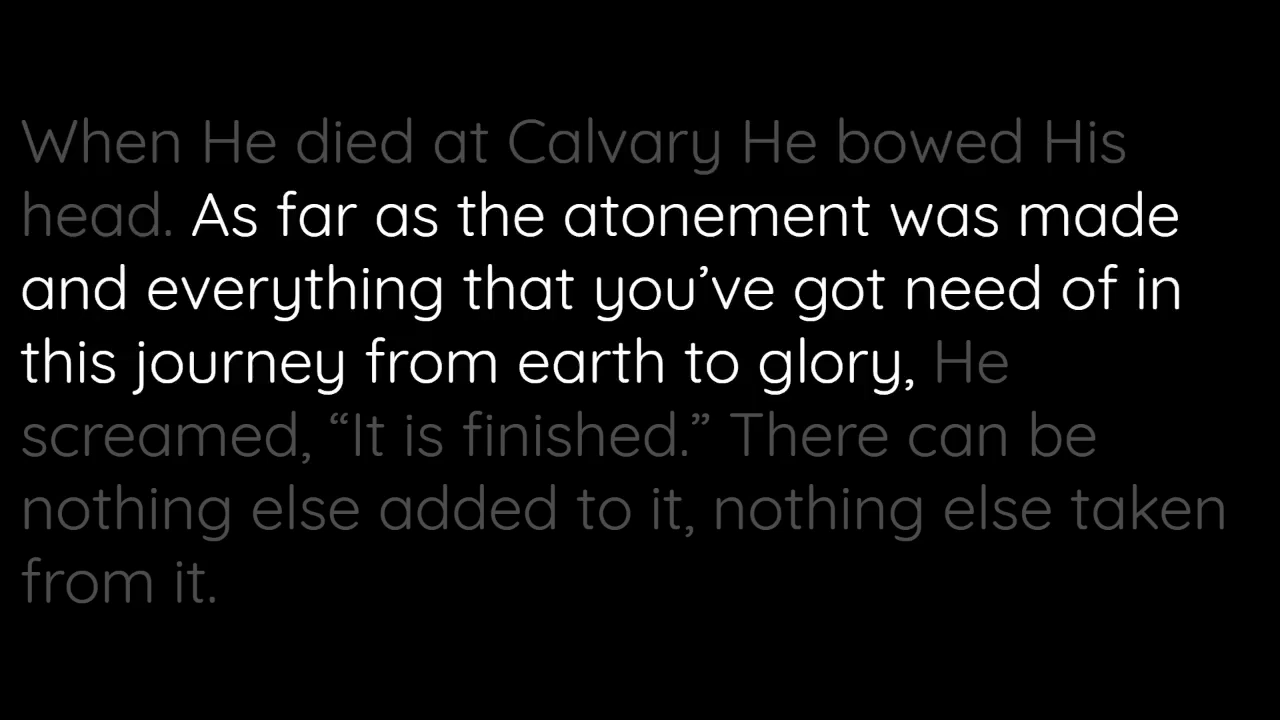 When He died at Calvary He bowed His
head. As far as the atonement was made
and everything that you’ve got need of in
this journey from earth to glory, He
screamed, “It is finished.” There can be
nothing else added to it, nothing else taken
from it.